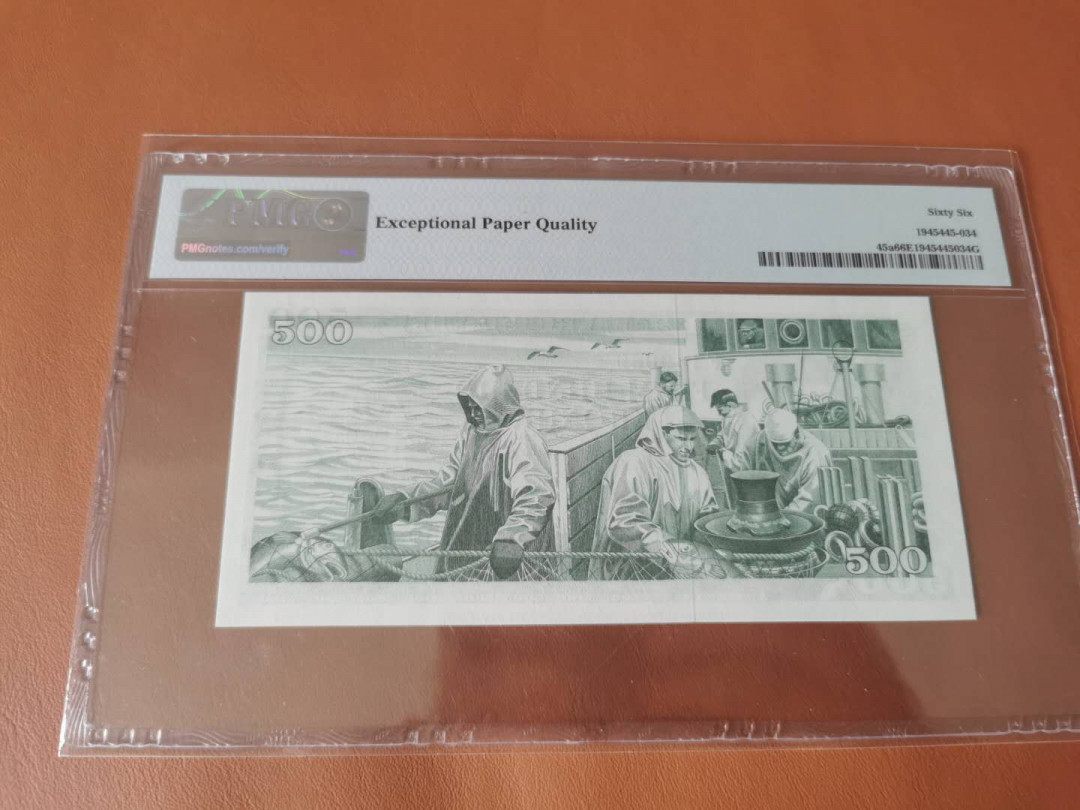 PMG
PMGnotes.com/verify
Exceptional Paper Quality
Sixty Six
1945445-034
45a66E1945445034G
500
500